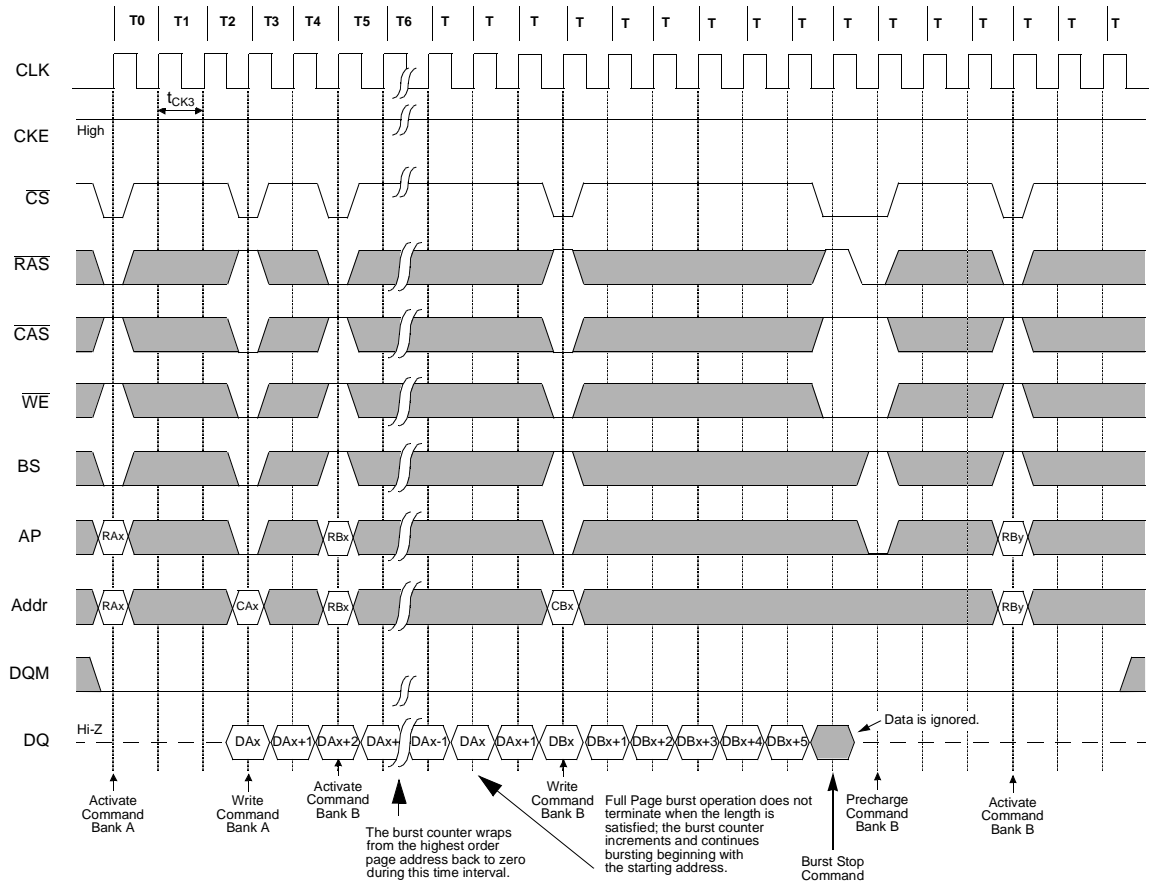 T0 T1 T2 T3 T4 T5 T6 T T T T T T T T T T T T T T T T
CLK
tCK3
CKE High
CS
RAS
CAS
WE
BS
AP RAx RBx RBy
Addr RAx CAx RBx CBx RBy
DQM
Data is ignored.
DQ Hi-Z DAx DAx+1 DAx+2 DAx+ DAx-1 DAx DAx+1 DBx DBx+1 DBx+2 DBx+3 DBx+4 DBx+5
Activate
Command
Bank A
Write
Command
Bank A
Activate
Command
Bank B
The burst counter wraps
from the highest order
page address back to zero
during this time interval.
Write
Command
Bank B
Full Page burst operation does not
terminate when the length is
satisfied; the burst counter
increments and continues
bursting beginning with
the starting address.
Burst Stop
Command
Precharge
Command
Bank B
Activate
Command
Bank B